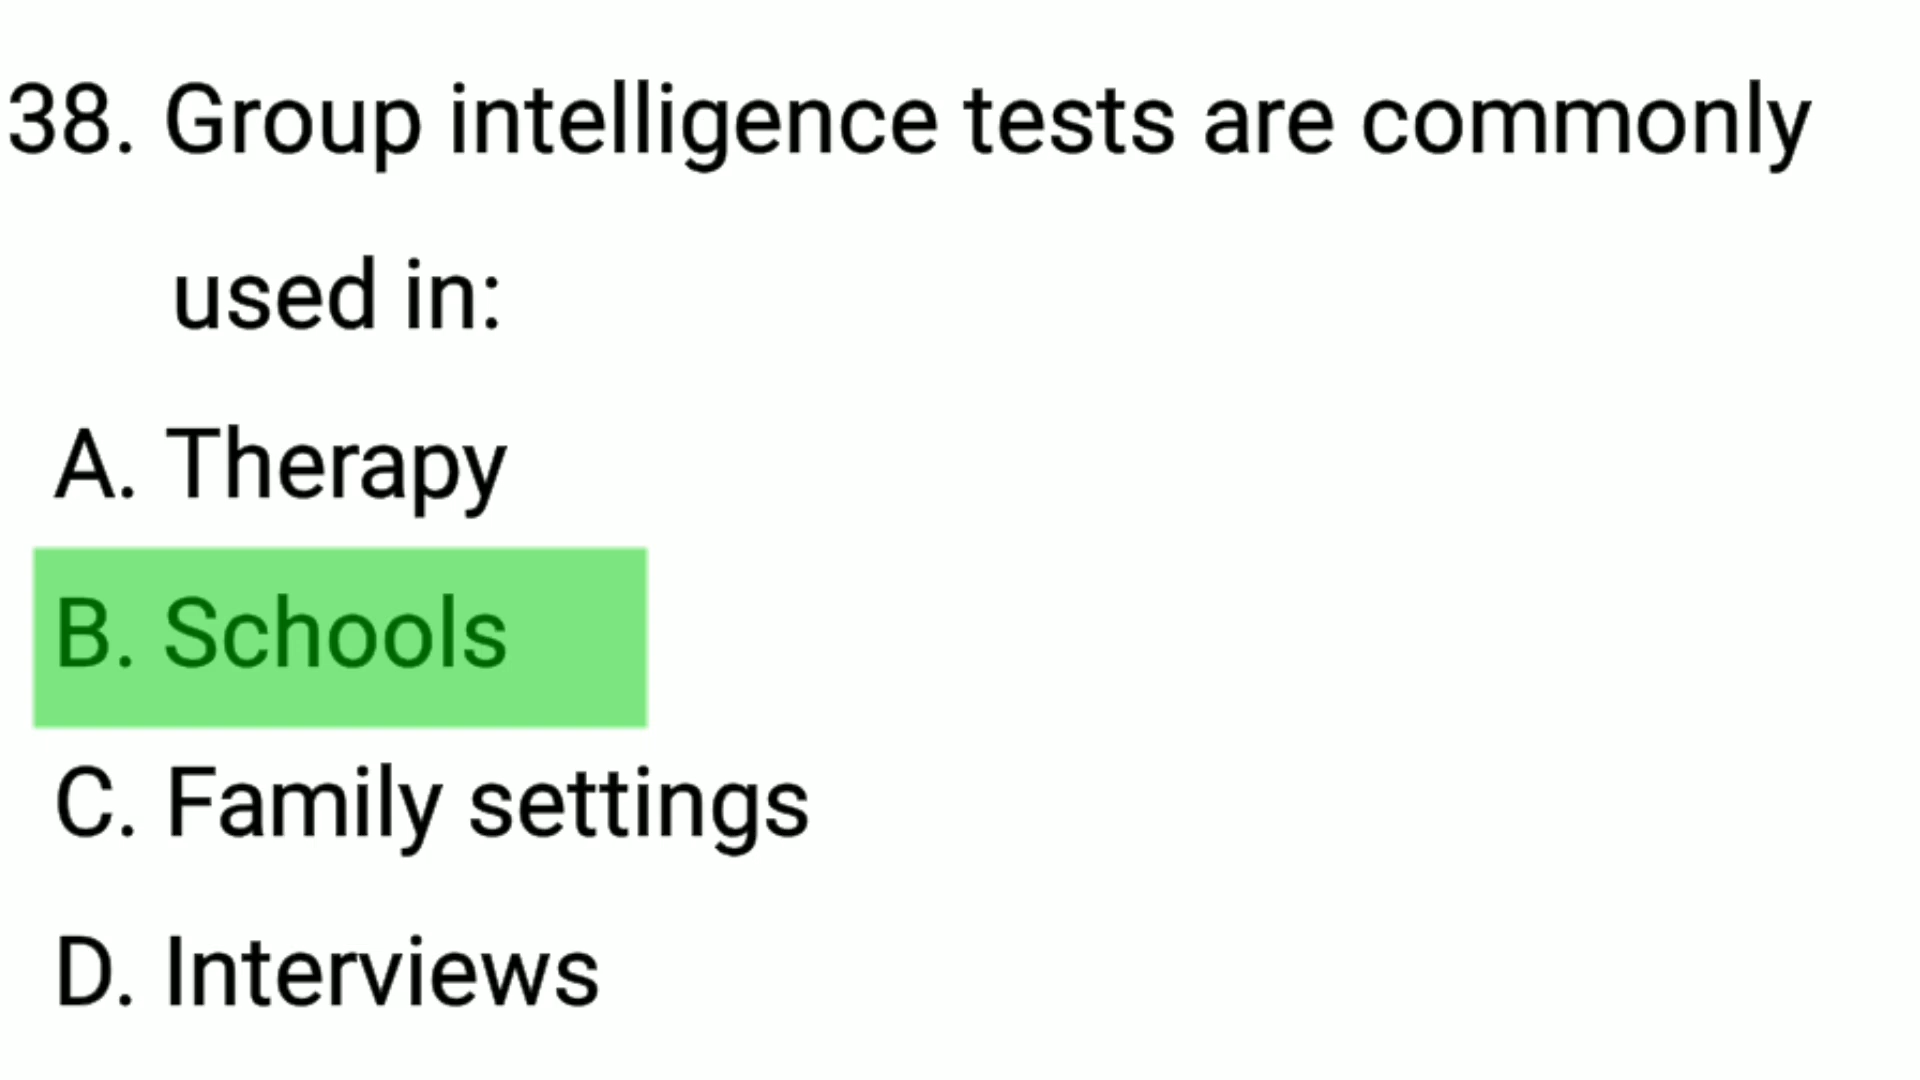 38. Group intelligence tests are commonly
used in:
A. Therapy
B. Schools
C. Family settings
D. Interviews